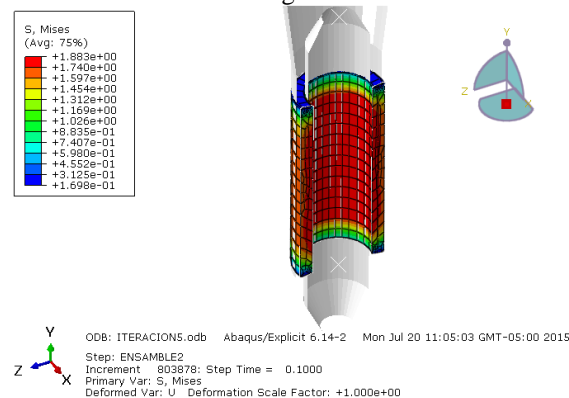 S, Mises
(Avg: 75%)
+1.883e+00
+1.740e+00
+1.597e+00
+1.454e+00
+1.312e+00
+1.169e+00
+1.026e+00
+8.835e-01
+7.407e-01
+5.980e-01
+4.552e-01
+3.125e-01
+1.698e-01
Y
Z
X
Y
Z
X
ODB: ITERACION5.odb Abaqus/Explicit 6.14-2 Mon Jul 20 11:05:03 GMT-05:00 2015
Step: ENSAMBLE2
Increment 803878: Step Time = 0.1000
Primary Var: S, Mises
Deformed Var: U Deformation Scale Factor: +1.000e+00